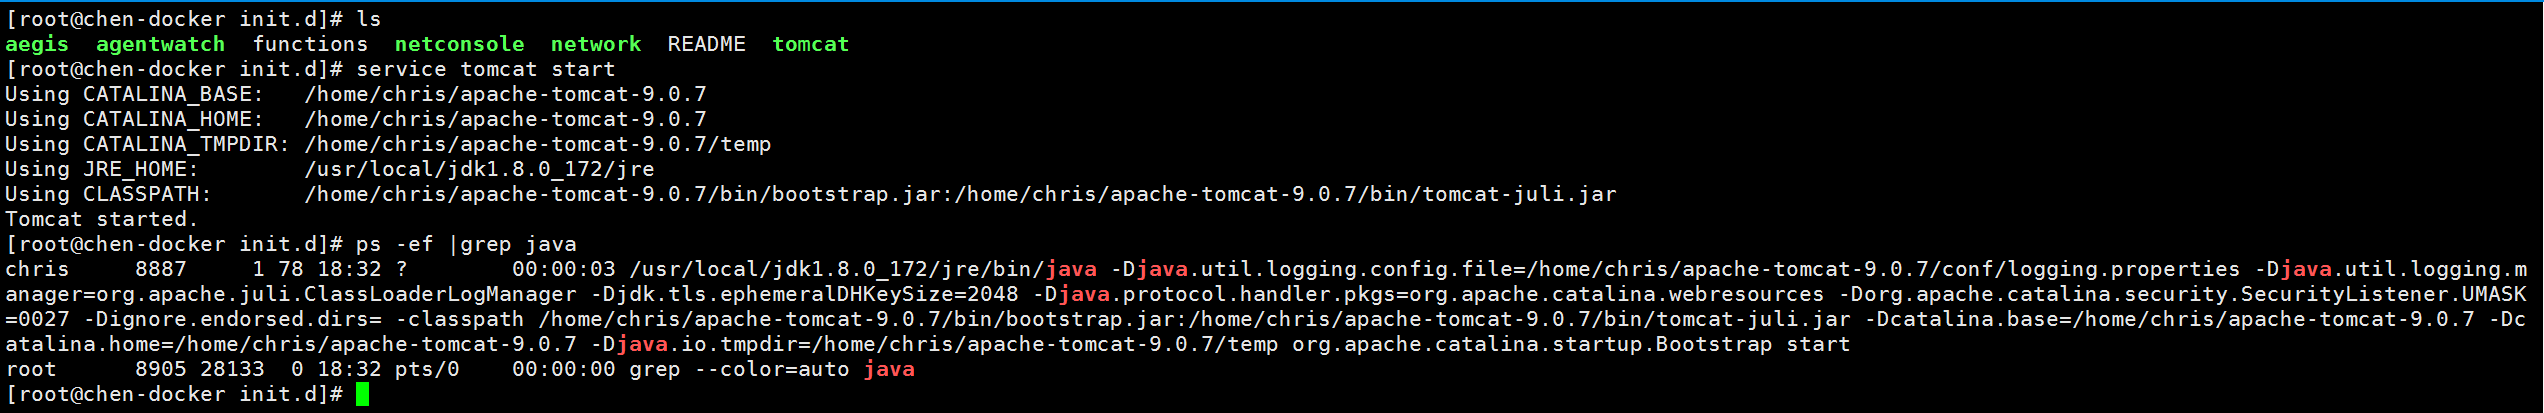 [root@chen-docker init.d]# ls
aegis  agentwatch  functions  netconsole  network  README  tomcat
[root@chen-docker init.d]# service tomcat start
Using CATALINA_BASE:   /home/chris/apache-tomcat-9.0.7
Using CATALINA_HOME:   /home/chris/apache-tomcat-9.0.7
Using CATALINA_TMPDIR: /home/chris/apache-tomcat-9.0.7/temp
Using JRE_HOME:        /usr/local/jdk1.8.0_172/jre
Using CLASSPATH:       /home/chris/apache-tomcat-9.0.7/bin/bootstrap.jar:/home/chris/apache-tomcat-9.0.7/bin/tomcat-juli.jar
Tomcat started.
[root@chen-docker init.d]# ps -ef |grep java
chris     8887     1 78 18:32 ?        00:00:03 /usr/local/jdk1.8.0_172/jre/bin/java -Djava.util.logging.config.file=/home/chris/apache-tomcat-9.0.7/conf/logging.properties -Djava.util.logging.m
anager=org.apache.juli.ClassLoaderLogManager -Djdk.tls.ephemeralDHKeySize=2048 -Djava.protocol.handler.pkgs=org.apache.catalina.webresources -Dorg.apache.catalina.security.SecurityListener.UMASK
=0027 -Dignore.endorsed.dirs= -classpath /home/chris/apache-tomcat-9.0.7/bin/bootstrap.jar:/home/chris/apache-tomcat-9.0.7/bin/tomcat-juli.jar -Dcatalina.base=/home/chris/apache-tomcat-9.0.7 -Dc
atalina.home=/home/chris/apache-tomcat-9.0.7 -Djava.io.tmpdir=/home/chris/apache-tomcat-9.0.7/temp org.apache.catalina.startup.Bootstrap start
root      8905 28133  0 18:32 pts/0    00:00:00 grep --color=auto java
[root@chen-docker init.d]#